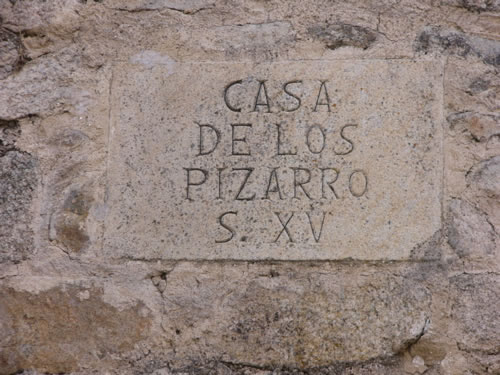 CASA
DE LOS
PIZARRO
S. XV